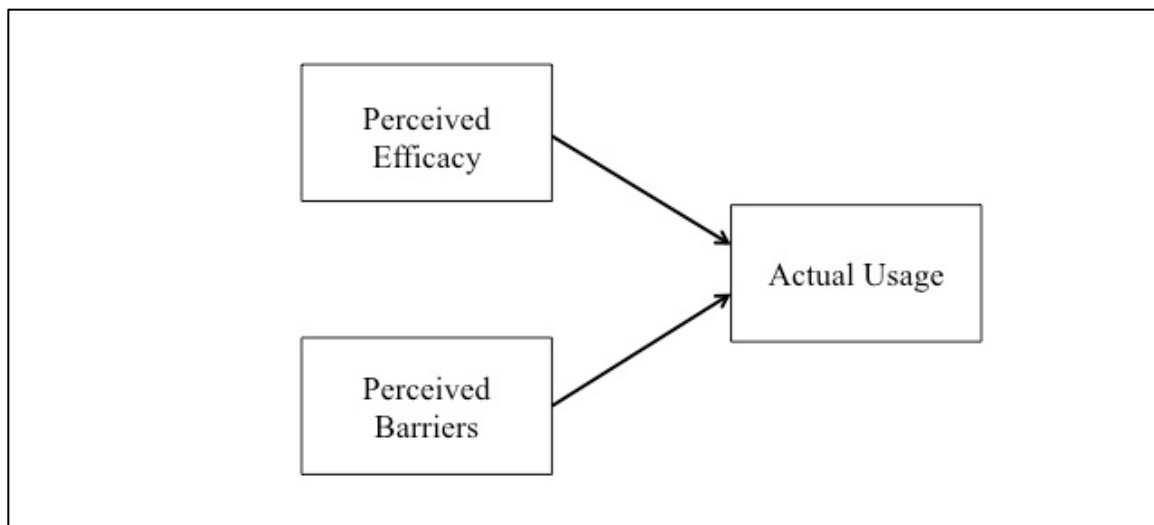 Perceived
Efficacy
Actual Usage
Perceived
Barriers